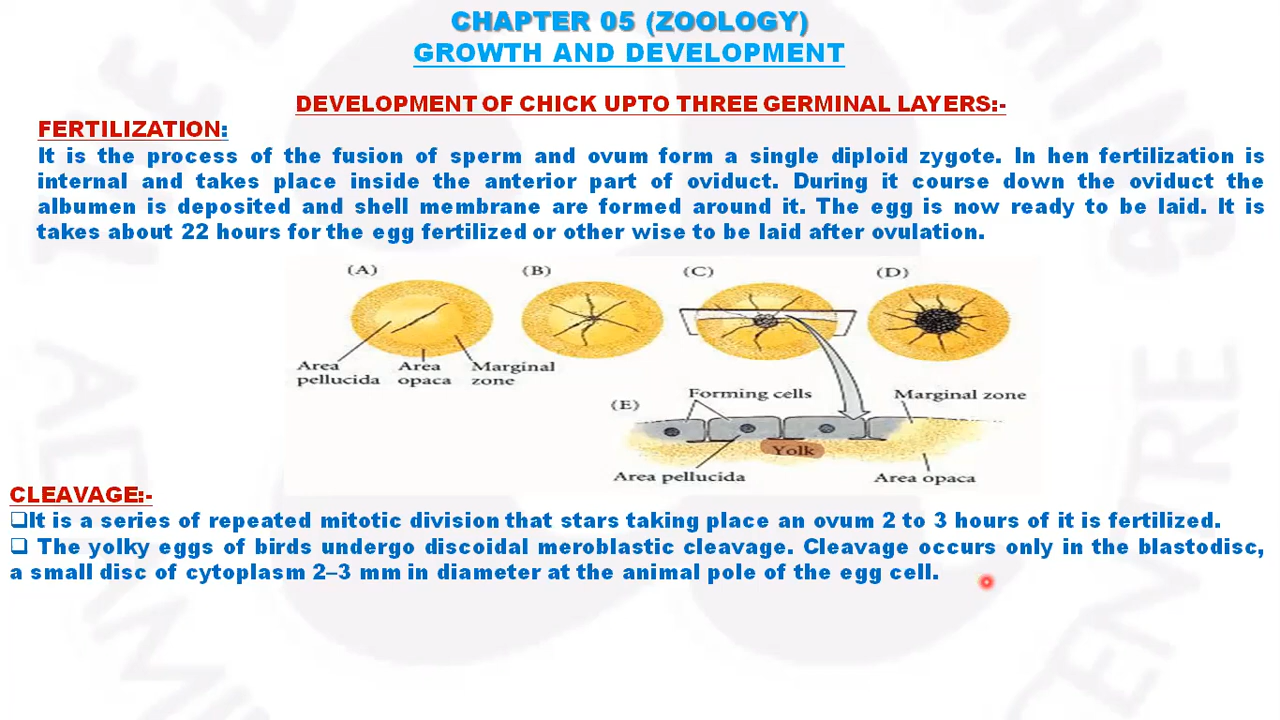 CHAPTER 05 (ZOOLOGY)
GROWTH AND DEVELOPMENT
DEVELOPMENT OF CHICK UPTO THREE GERMINAL LAYERS:-
FERTILIZATION:
It is the process of the fusion of sperm and ovum form a single diploid zygote. In hen fertilization is
internal and takes place inside the anterior part of oviduct. During it course down the oviduct the
albumen is deposited and shell membrane are formed around it. The egg is now ready to be laid. It is
takes about 22 hours for the egg fertilized or other wise to be laid after ovulation.
(A) (B) (C) (D)
Area pellucida
Area opaca
Marginal zone
(E)
Forming cells
Marginal zone
Yolk
Area pellucida
Area opaca
CLEAVAGE:-
❑It is a series of repeated mitotic division that stars taking place an ovum 2 to 3 hours of it is fertilized.
❑ The yolky eggs of birds undergo discoidal meroblastic cleavage. Cleavage occurs only in the blastodisc,
a small disc of cytoplasm 2–3 mm in diameter at the animal pole of the egg cell.